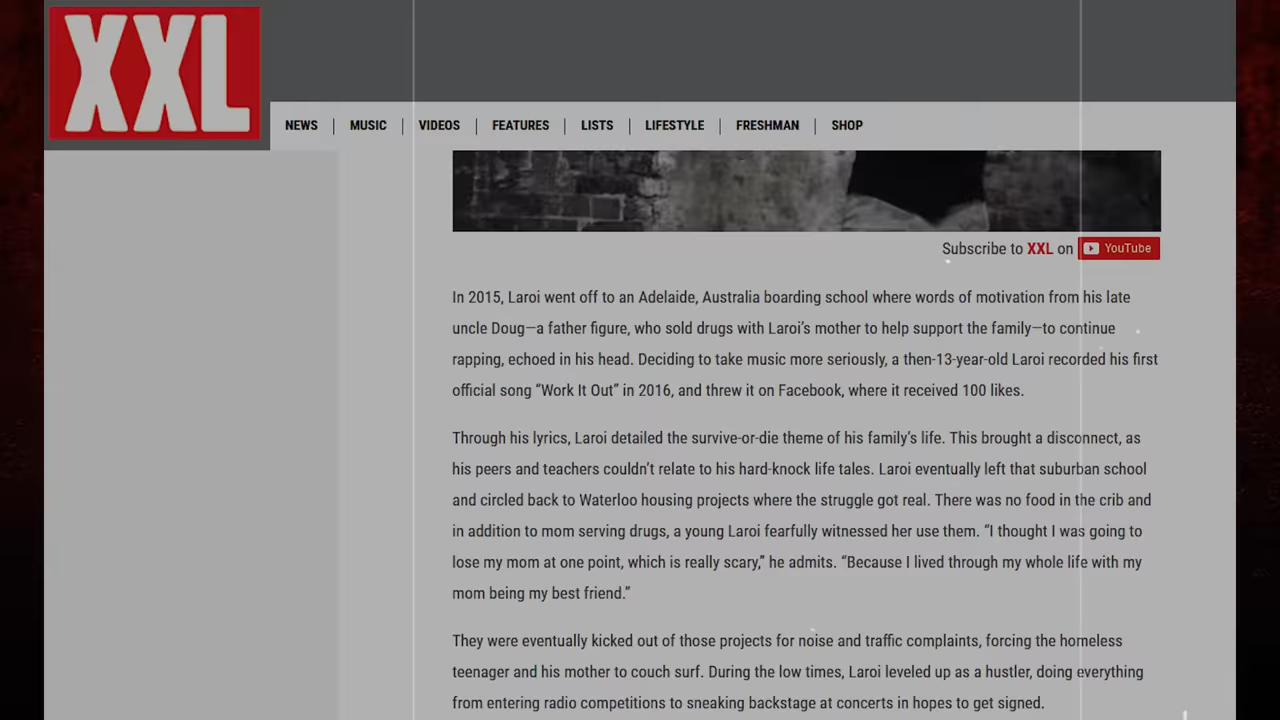 XXL
NEWS | MUSIC | VIDEOS | FEATURES | LISTS | LIFESTYLE | FRESHMAN | SHOP
Subscribe to XXL on YouTube
In 2015, Laroi went off to an Adelaide, Australia boarding school where words of motivation from his late
uncle Doug—a father figure, who sold drugs with Laroi’s mother to help support the family—to continue
rapping, echoed in his head. Deciding to take music more seriously, a then-13-year-old Laroi recorded his first
official song “Work It Out” in 2016, and threw it on Facebook, where it received 100 likes.
Through his lyrics, Laroi detailed the survive-or-die theme of his family’s life. This brought a disconnect, as
his peers and teachers couldn’t relate to his hard-knock life tales. Laroi eventually left that suburban school
and circled back to Waterloo housing projects where the struggle got real. There was no food in the crib and
in addition to mom serving drugs, a young Laroi fearfully witnessed her use them. “I thought I was going to
lose my mom at one point, which is really scary,” he admits. “Because I lived through my whole life with my
mom being my best friend.”
They were eventually kicked out of those projects for noise and traffic complaints, forcing the homeless
teenager and his mother to couch surf. During the low times, Laroi leveled up as a hustler, doing everything
from entering radio competitions to sneaking backstage at concerts in hopes to get signed.